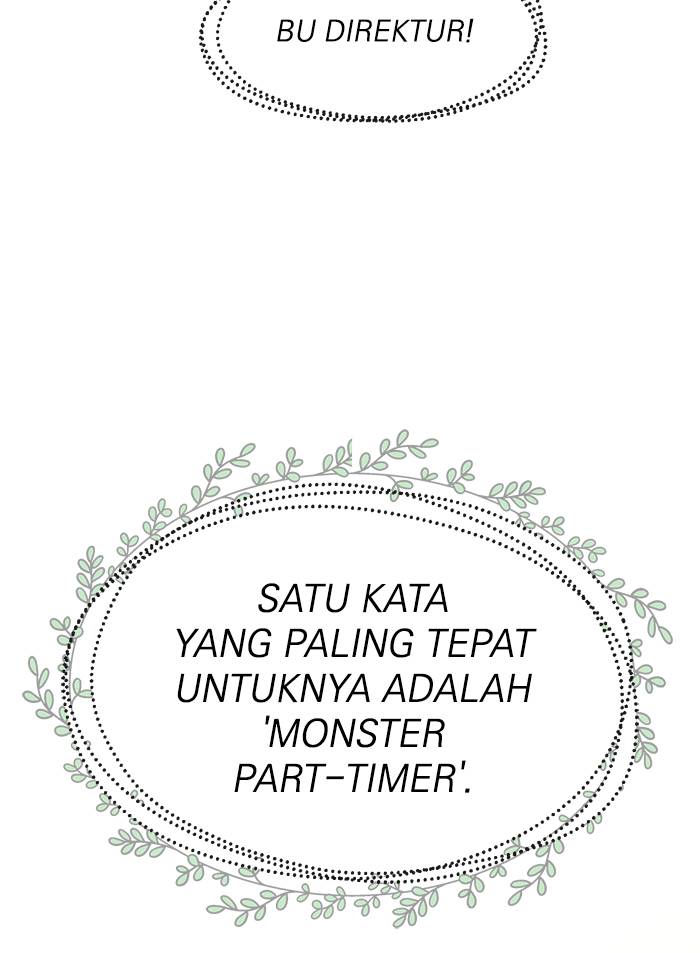 BU DIREKTUR!
SATU KATA
YANG PALING TEPAT
UNTUKNYA ADALAH
'MONSTER
PART-TIMER'.